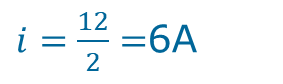 i = 12/2 =6A